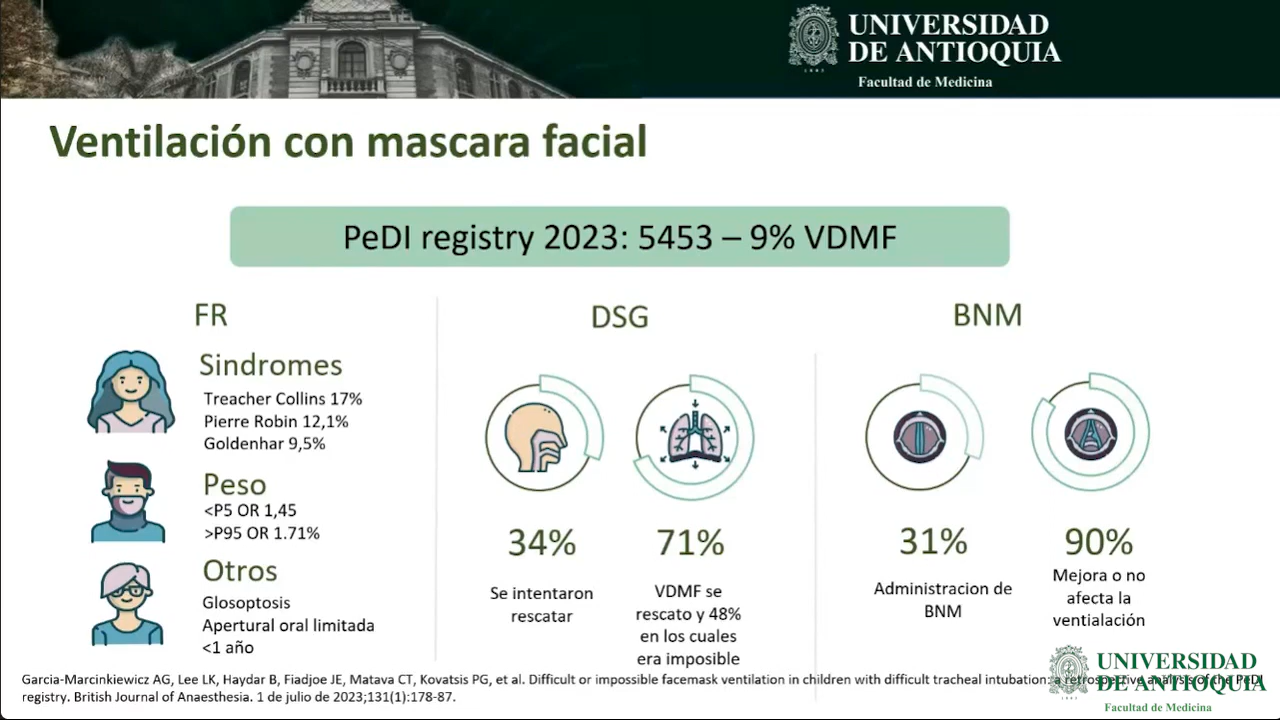 UNIVERSIDAD
DE ANTIOQUIA
1803
Facultad de Medicina
Ventilación con mascara facial
PeDI registry 2023: 5453 – 9% VDMF
FR
Sindromes
Treacher Collins 17%
Pierre Robin 12,1%
Goldenhar 9,5%
Peso
<P5 OR 1,45
>P95 OR 1.71%
Otros
Glosoptosis
Apertural oral limitada
<1 año
DSG
34%
Se intentaron
rescatar
71%
VDMF se
rescato y 48%
en los cuales
era imposible
BNM
31%
Administracion de
BNM
90%
Mejora o no
afecta la
ventialación
Garcia-Marcinkiewicz AG, Lee LK, Haydar B, Fiadjoe JE, Matava CT, Kovatsis PG, et al. Difficult or impossible facemask ventilation in children with difficult tracheal intubation: a retrospective analysis of the PeDI
registry. British Journal of Anaesthesia. 1 de julio de 2023;131(1):178-87.
UNIVERSIDAD
DE ANTIOQUIA
Facultad de Medicina